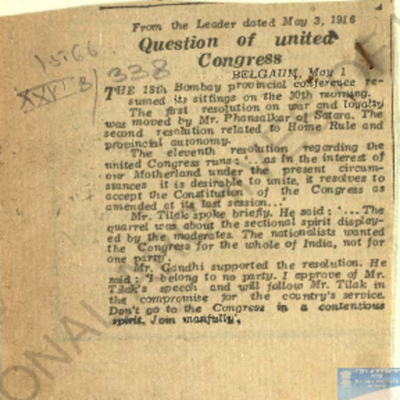 From the Leader dated May 3, 1916
Question of united
Congress
BELGAUM, May 1
THE 18th Bombay provincial conference re-
sumed its sittings on the 30th morning.
The first resolution on war and loyalty
was moved by Mr. Phansalkar of Satara. The
second resolution related to Home Rule and
provincial autonomy.
The eleventh resolution regarding the
united Congress runs: '...as in the interest of
our Motherland under the present circum-
stances it is desirable to unite, it resolves to
accept the Constitution of the Congress as
amended at its last session...'
Mr. Tilak spoke briefly. He said: '...The
quarrel was about the sectional spirit display-
ed by the moderates. The nationalists wanted
the Congress for the whole of India, not for
one party'.
Mr. Gandhi supported the resolution. He
said: 'I belong to no party. I approve of Mr.
Tilak's speech and will follow Mr. Tilak in
the compromise for the country's service.
Don't go to the Congress in a contentious
spirit. Join manfully'.
338